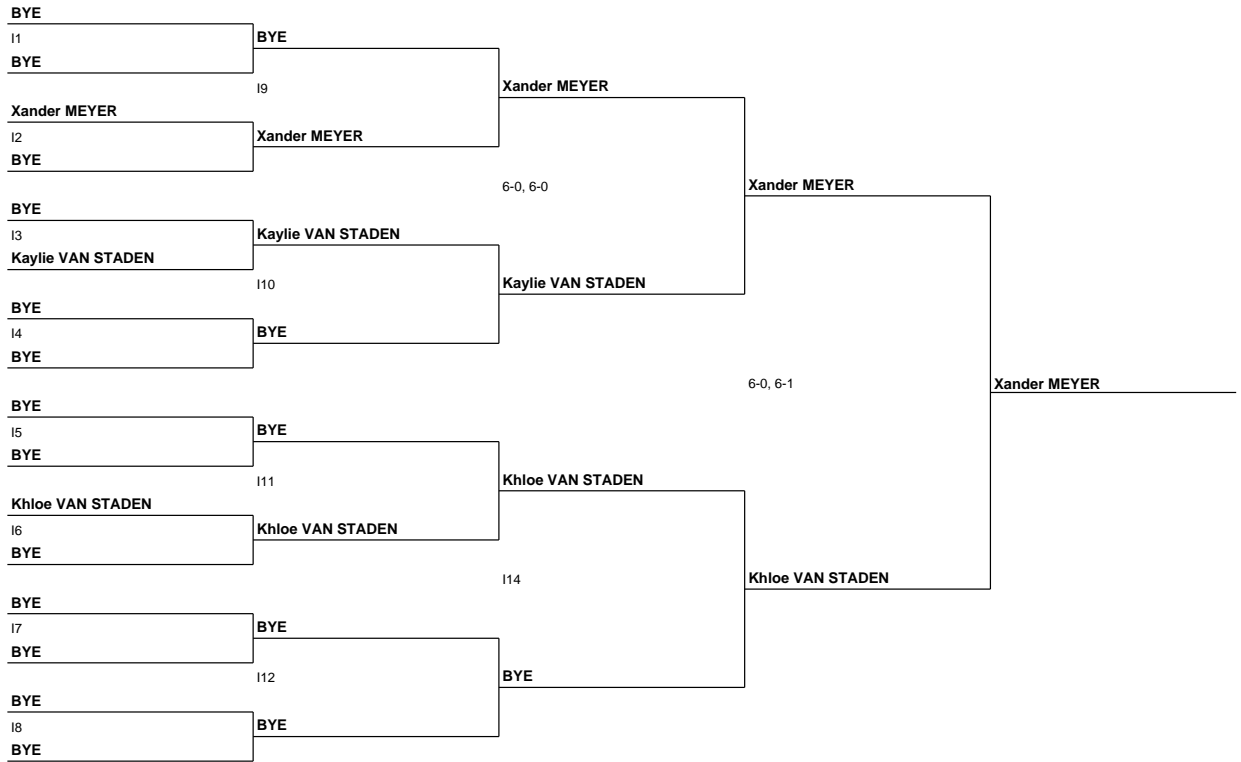 BYE
I1
BYE
BYE
I9
Xander MEYER
Xander MEYER
I2
Xander MEYER
BYE
6-0, 6-0
Xander MEYER
BYE
I3
Kaylie VAN STADEN
Kaylie VAN STADEN
I10
Kaylie VAN STADEN
BYE
I4
BYE
BYE
6-0, 6-1
Xander MEYER
BYE
I5
BYE
BYE
I11
Khloe VAN STADEN
Khloe VAN STADEN
I6
Khloe VAN STADEN
BYE
I14
Khloe VAN STADEN
BYE
I7
BYE
BYE
I12
BYE
BYE
I8
BYE
BYE